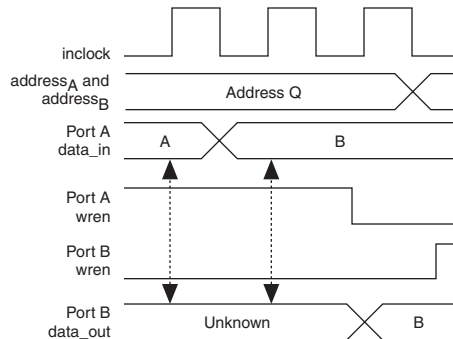 inclock
addressA and
addressB
Address Q
Port A
data_in
A
B
Port A
wren
Port B
wren
Port B
data_out
Unknown
B